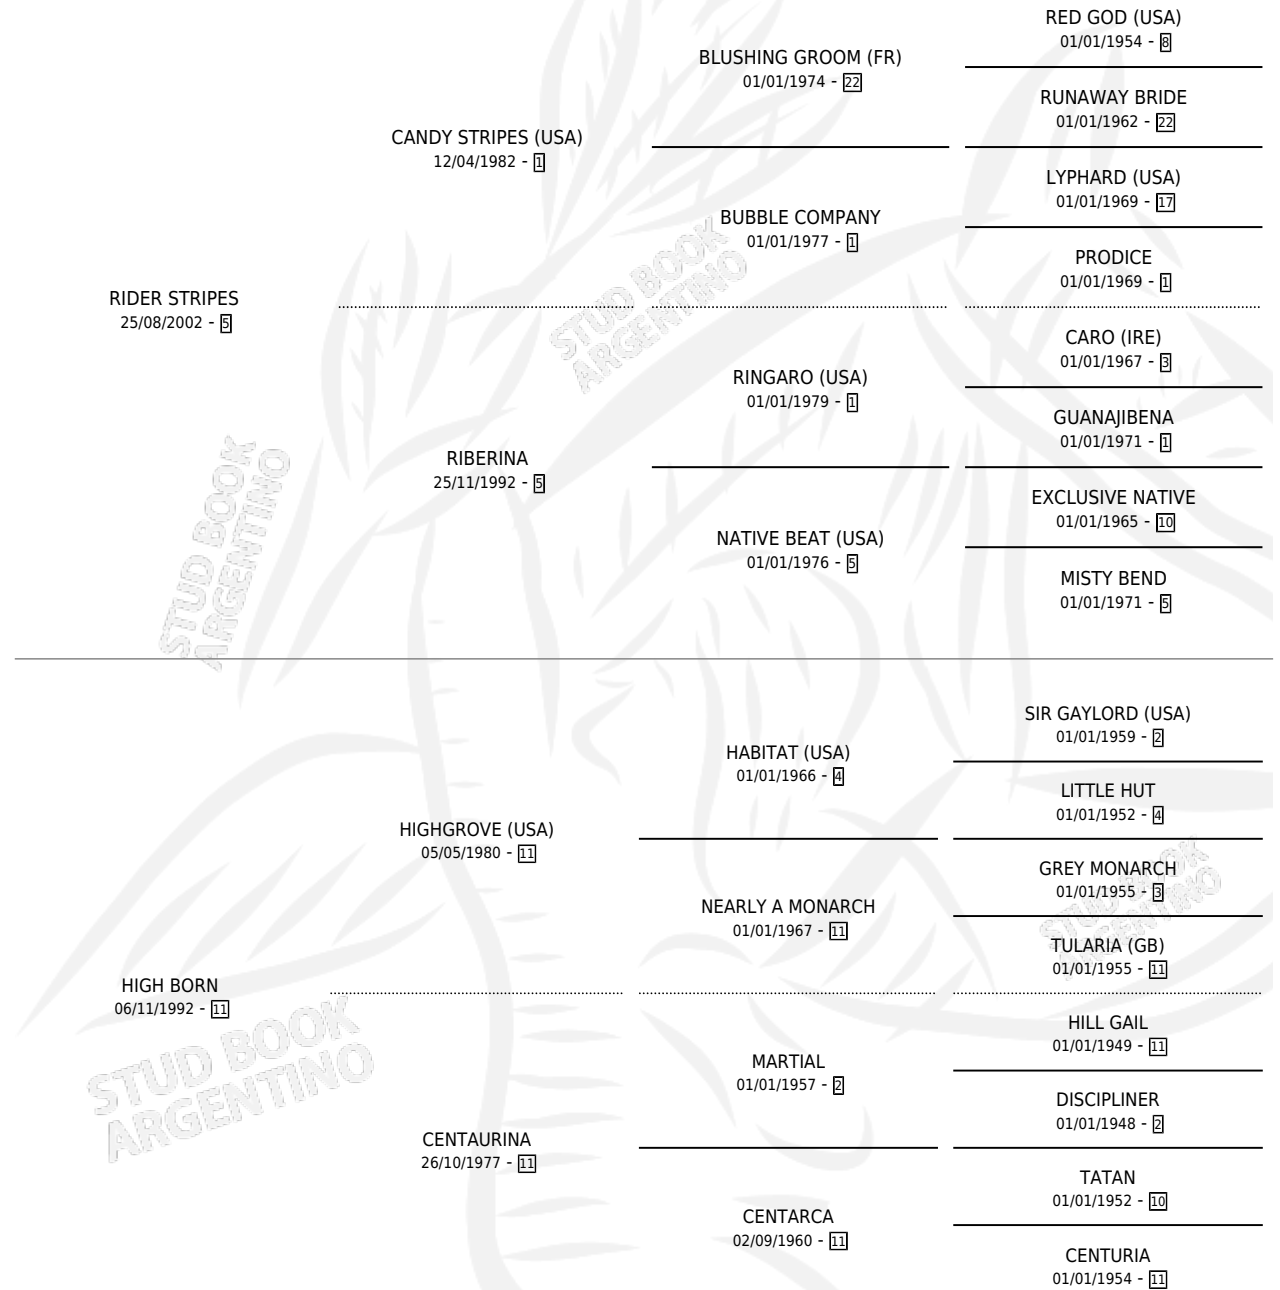 RED GOD (USA)
01/01/1954 - 8
BLUSHING GROOM (FR)
01/01/1974 - 22
RUNAWAY BRIDE
01/01/1962 - 22
CANDY STRIPES (USA)
12/04/1982 - 1
LYPHARD (USA)
01/01/1969 - 17
BUBBLE COMPANY
01/01/1977 - 1
PRODICE
01/01/1969 - 1
RIDER STRIPES
25/08/2002 - 5
CARO (IRE)
01/01/1967 - 3
RINGARO (USA)
01/01/1979 - 1
GUANAJIBENA
01/01/1971 - 1
RIBERINA
25/11/1992 - 5
EXCLUSIVE NATIVE
01/01/1965 - 10
NATIVE BEAT (USA)
01/01/1976 - 5
MISTY BEND
01/01/1971 - 5
SIR GAYLORD (USA)
01/01/1959 - 2
HABITAT (USA)
01/01/1966 - 4
LITTLE HUT
01/01/1952 - 4
HIGHGROVE (USA)
05/05/1980 - 11
GREY MONARCH
01/01/1955 - 3
NEARLY A MONARCH
01/01/1967 - 11
TULARIA (GB)
01/01/1955 - 11
HIGH BORN
06/11/1992 - 11
HILL GAIL
01/01/1949 - 11
MARTIAL
01/01/1957 - 2
DISCIPLINER
01/01/1948 - 2
CENTAURINA
26/10/1977 - 11
TATAN
01/01/1952 - 10
CENTARCA
02/09/1960 - 11
CENTURIA
01/01/1954 - 11
STUD BOOK
ARGENTINO
STUD BOOK
ARGENTINO
STUD BOOK
ARGENTINO
STUD BOOK
ARGENTINO